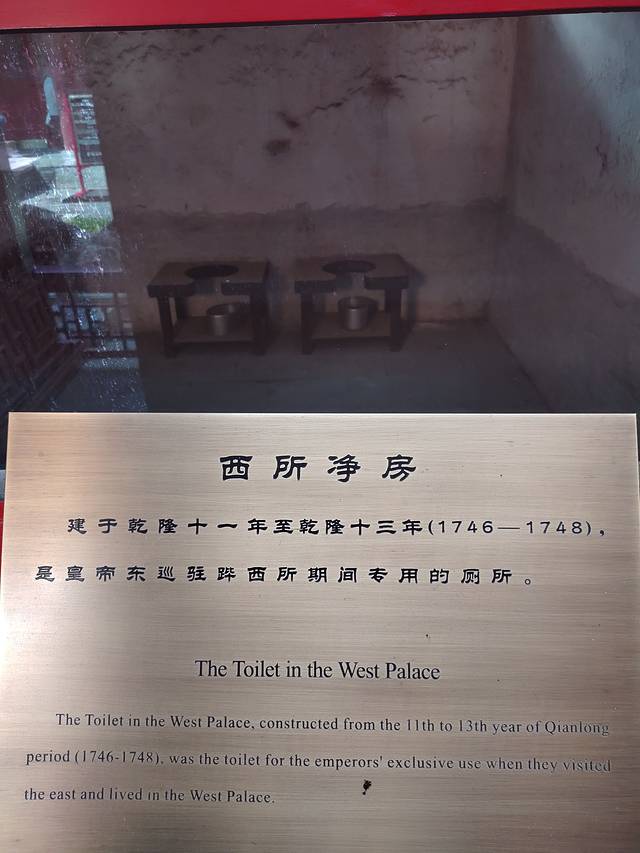 西所净房
建于乾隆十一年至乾隆十三年(1746—1748),
是皇帝东巡驻跸西所期间专用的厕所。
The Toilet in the West Palace
The Toilet in the West Palace, constructed from the 11th to 13th year of Qianlong
period (1746-1748), was the toilet for the emperors' exclusive use when they visited
the east and lived in the West Palace.